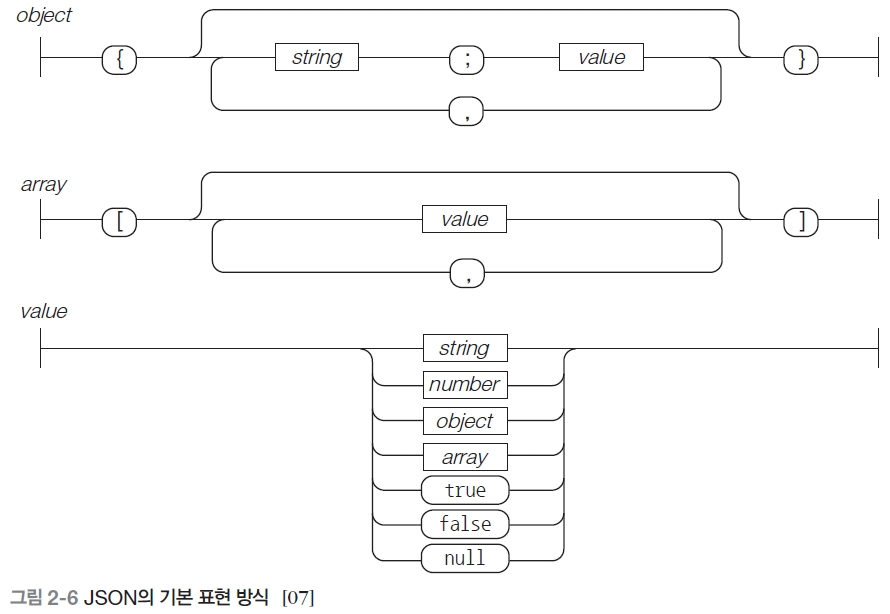 object
{ string ; value }
,
array
[ value ]
,
value
string
number
object
array
true
false
null
그림 2-6 JSON의 기본 표현 방식 [07]